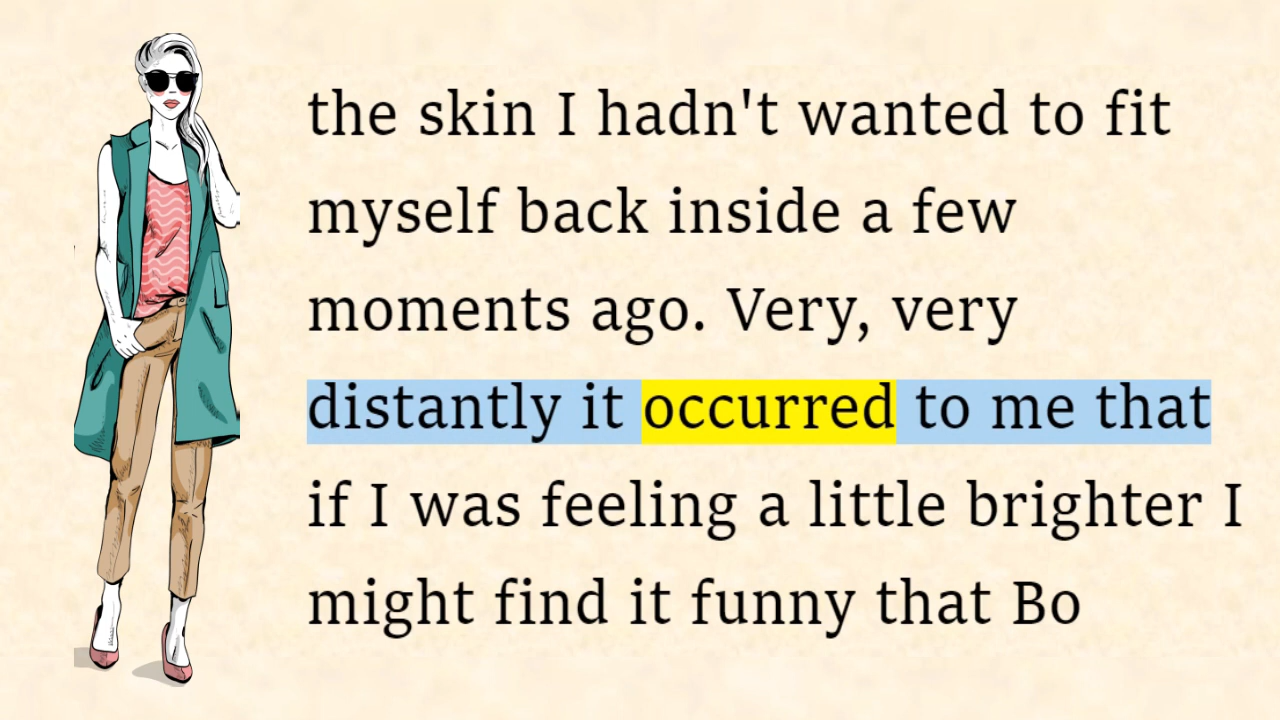 the skin I hadn't wanted to fit
myself back inside a few
moments ago. Very, very
distantly it occurred to me that
if I was feeling a little brighter I
might find it funny that Bo